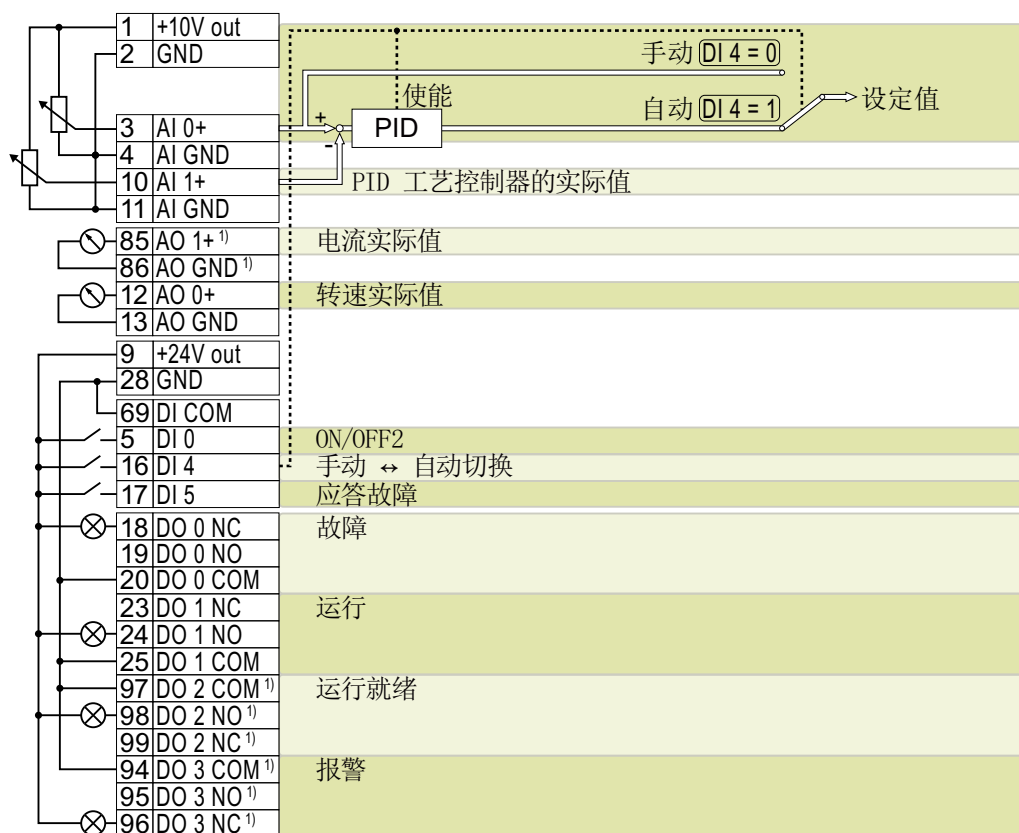 1 +10V out
2 GND
手动 DI 4 = 0
使能
自动 DI 4 = 1
设定值
3 AI 0+ + PID
-
4 AI GND
10 AI 1+ PID 工艺控制器的实际值
11 AI GND
85 AO 1+ 1) 电流实际值
86 AO GND 1)
12 AO 0+ 转速实际值
13 AO GND
9 +24V out
28 GND
69 DI COM
5 DI 0 ON/OFF2
16 DI 4 手动 ↔ 自动切换
17 DI 5 应答故障
18 DO 0 NC 故障
19 DO 0 NO
20 DO 0 COM
23 DO 1 NC 运行
24 DO 1 NO
25 DO 1 COM
97 DO 2 COM 1) 运行就绪
98 DO 2 NO 1)
99 DO 2 NC 1)
94 DO 3 COM 1) 报警
95 DO 3 NO 1)
96 DO 3 NC 1)